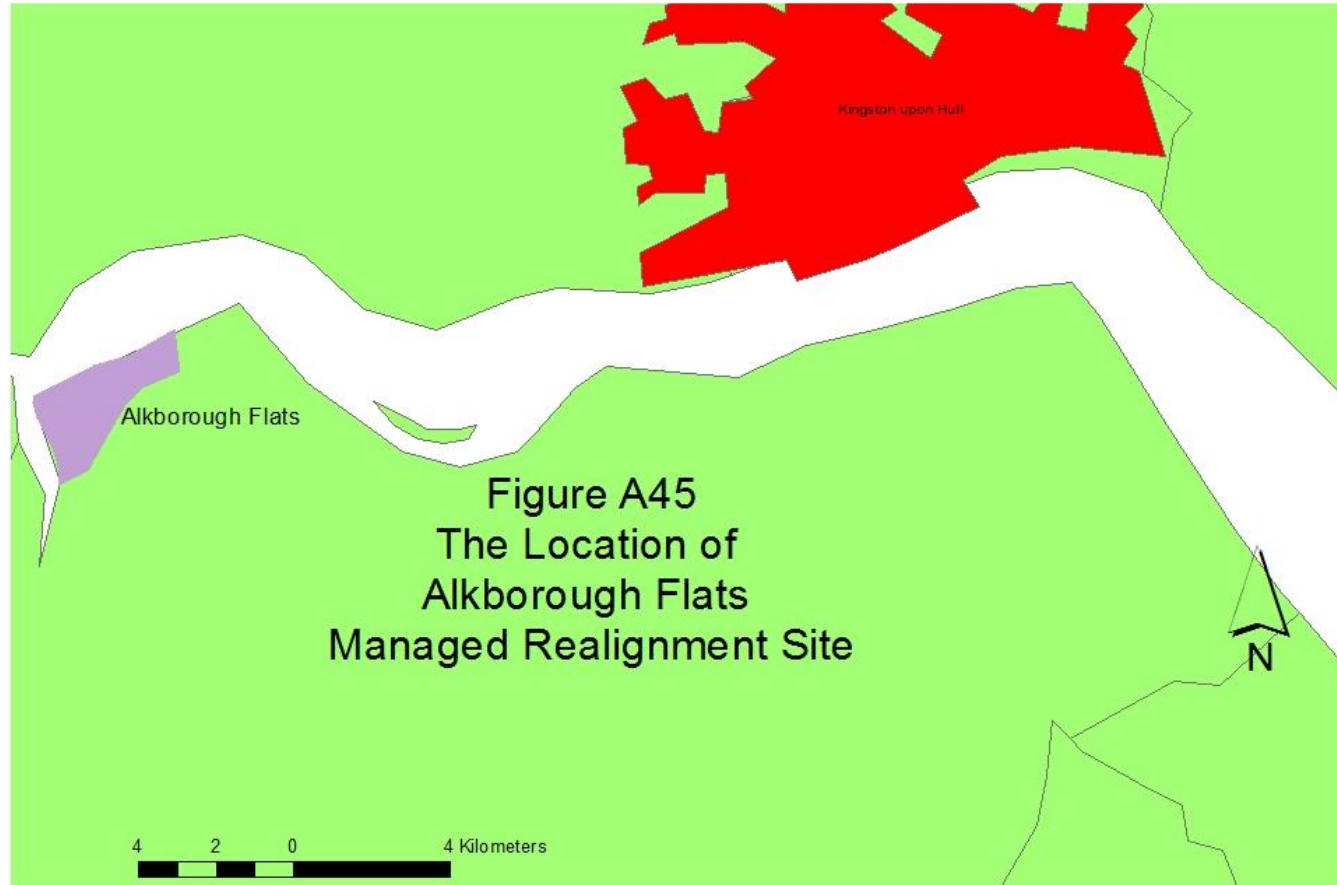 Kingston upon Hull
Alkborough Flats
Figure A45
The Location of
Alkborough Flats
Managed Realignment Site
N
4 2 0 4 Kilometers